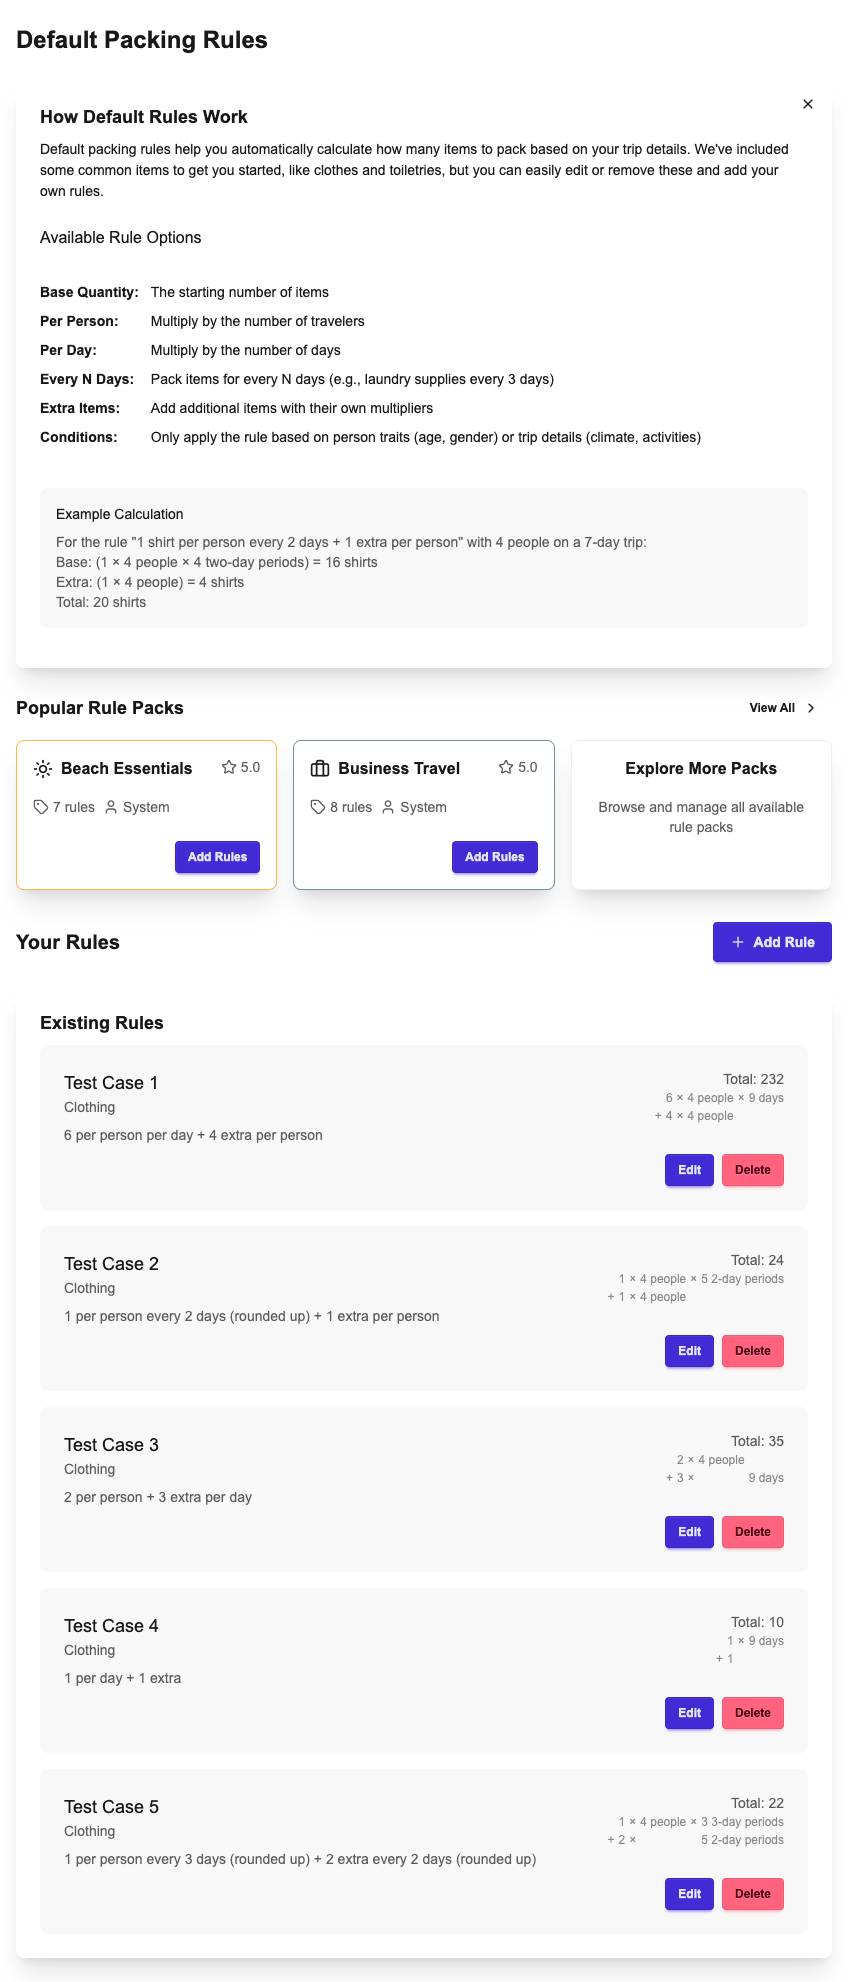 Default Packing Rules
How Default Rules Work
Default packing rules help you automatically calculate how many items to pack based on your trip details. We've included
some common items to get you started, like clothes and toiletries, but you can easily edit or remove these and add your
own rules.
Available Rule Options
Base Quantity: The starting number of items
Per Person: Multiply by the number of travelers
Per Day: Multiply by the number of days
Every N Days: Pack items for every N days (e.g., laundry supplies every 3 days)
Extra Items: Add additional items with their own multipliers
Conditions: Only apply the rule based on person traits (age, gender) or trip details (climate, activities)
Example Calculation
For the rule "1 shirt per person every 2 days + 1 extra per person" with 4 people on a 7-day trip:
Base: (1 × 4 people × 4 two-day periods) = 16 shirts
Extra: (1 × 4 people) = 4 shirts
Total: 20 shirts
Popular Rule Packs
View All
Beach Essentials 5.0
7 rules System
Add Rules
Business Travel 5.0
8 rules System
Add Rules
Explore More Packs
Browse and manage all available
rule packs
Your Rules
+ Add Rule
Existing Rules
Test Case 1
Clothing
6 per person per day + 4 extra per person
Total: 232
6 × 4 people × 9 days
+ 4 × 4 people
Edit Delete
Test Case 2
Clothing
1 per person every 2 days (rounded up) + 1 extra per person
Total: 24
1 × 4 people × 5 2-day periods
+ 1 × 4 people
Edit Delete
Test Case 3
Clothing
2 per person + 3 extra per day
Total: 35
2 × 4 people
+ 3 × 9 days
Edit Delete
Test Case 4
Clothing
1 per day + 1 extra
Total: 10
1 × 9 days
+ 1
Edit Delete
Test Case 5
Clothing
1 per person every 3 days (rounded up) + 2 extra every 2 days (rounded up)
Total: 22
1 × 4 people × 3 3-day periods
+ 2 × 5 2-day periods
Edit Delete